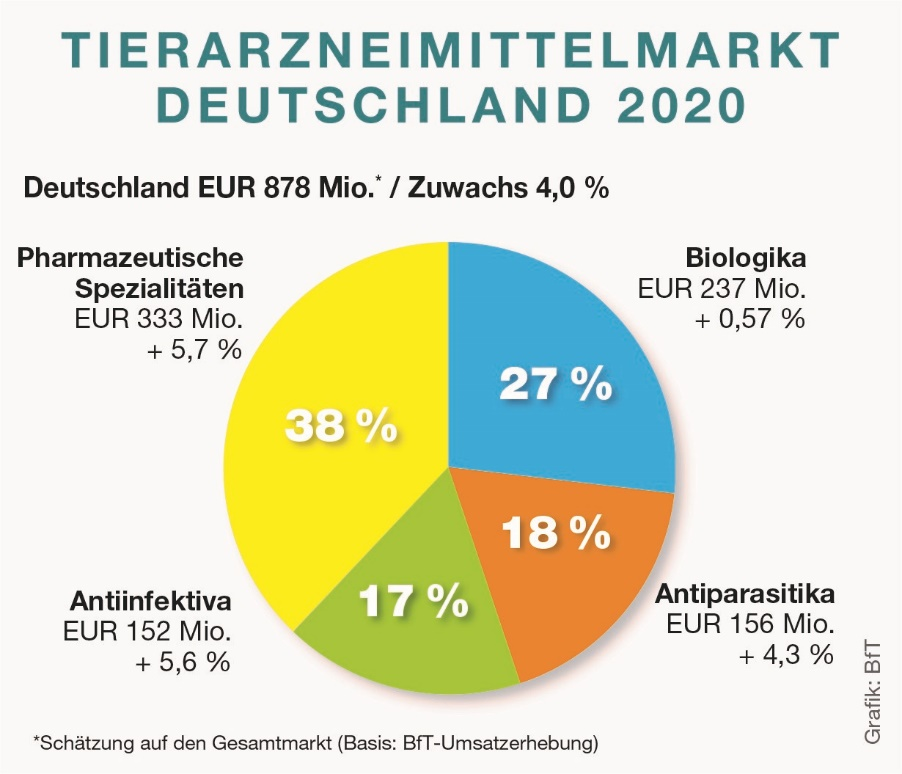 TIERARZNEIMITTELMARKT
DEUTSCHLAND 2020
Deutschland EUR 878 Mio.* / Zuwachs 4,0 %
Pharmazeutische
Spezialitäten
EUR 333 Mio.
+ 5,7 %
Biologika
EUR 237 Mio.
+ 0,57 %
27 %
38 %
18 %
17 %
Antiinfektiva
EUR 152 Mio.
+ 5,6 %
Antiparasitika
EUR 156 Mio.
+ 4,3 %
Grafik: BfT
*Schätzung auf den Gesamtmarkt (Basis: BfT-Umsatzerhebung)